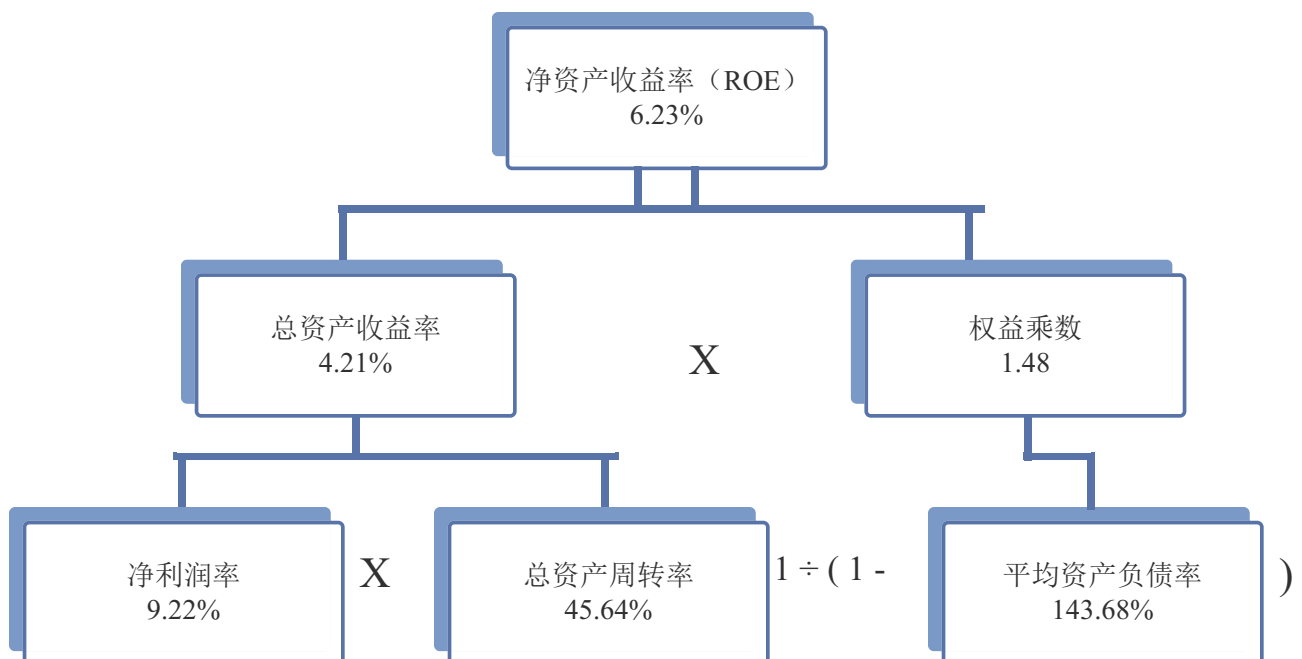 净资产收益率（ROE）
6.23%
总资产收益率
4.21%
X
权益乘数
1.48
净利润率
9.22%
X
总资产周转率
45.64%
1 ÷ ( 1 -
平均资产负债率
143.68%
)